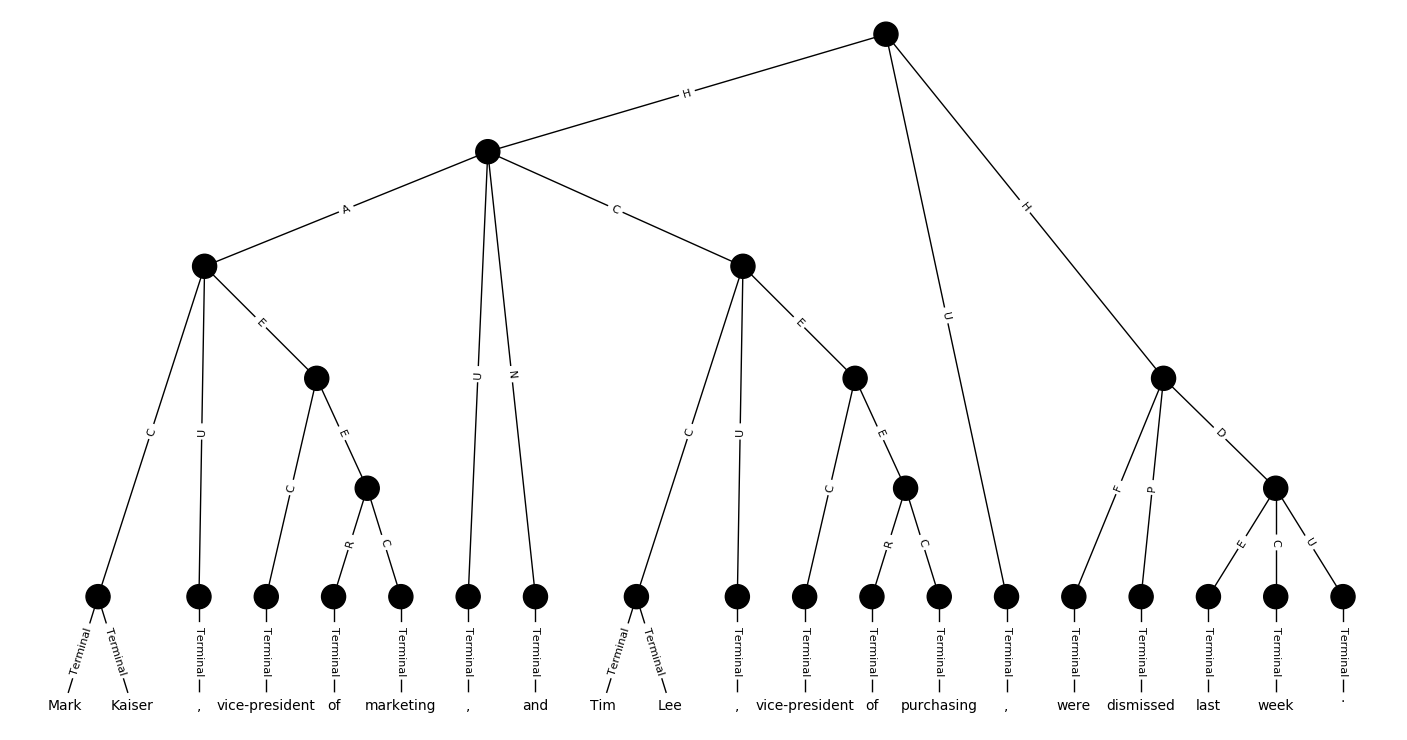 H
A C H
U
E E
U N D
C U C U F P
E E
C C
R C R C E C U
Terminal Terminal Terminal Terminal Terminal Terminal Terminal Terminal Terminal Terminal Terminal Terminal Terminal Terminal Terminal Terminal Terminal Terminal Terminal Terminal
Mark Kaiser , vice-president of marketing , and Tim Lee , vice-president of purchasing , were dismissed last week .